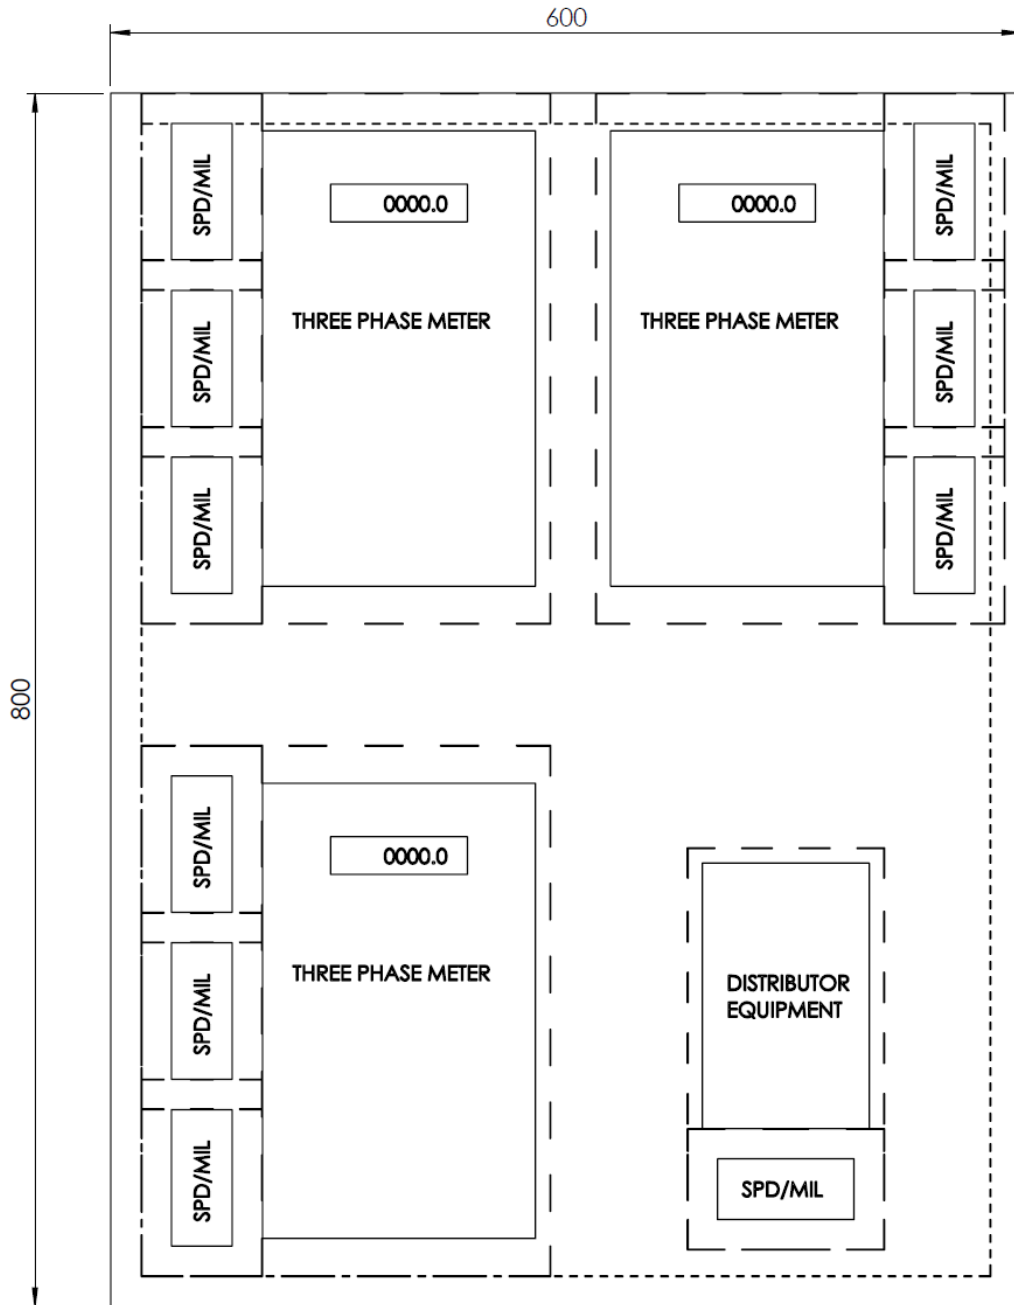 600
800
SPD/MIL
0000.0
0000.0
SPD/MIL
SPD/MIL
THREE PHASE METER
THREE PHASE METER
SPD/MIL
SPD/MIL
SPD/MIL
SPD/MIL
0000.0
SPD/MIL
THREE PHASE METER
DISTRIBUTOR
EQUIPMENT
SPD/MIL
SPD/MIL
SPD/MIL